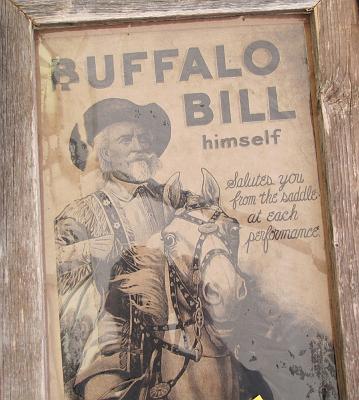 BUFFALO
BILL
himself
Salutes you
from the saddle
at each
performance.